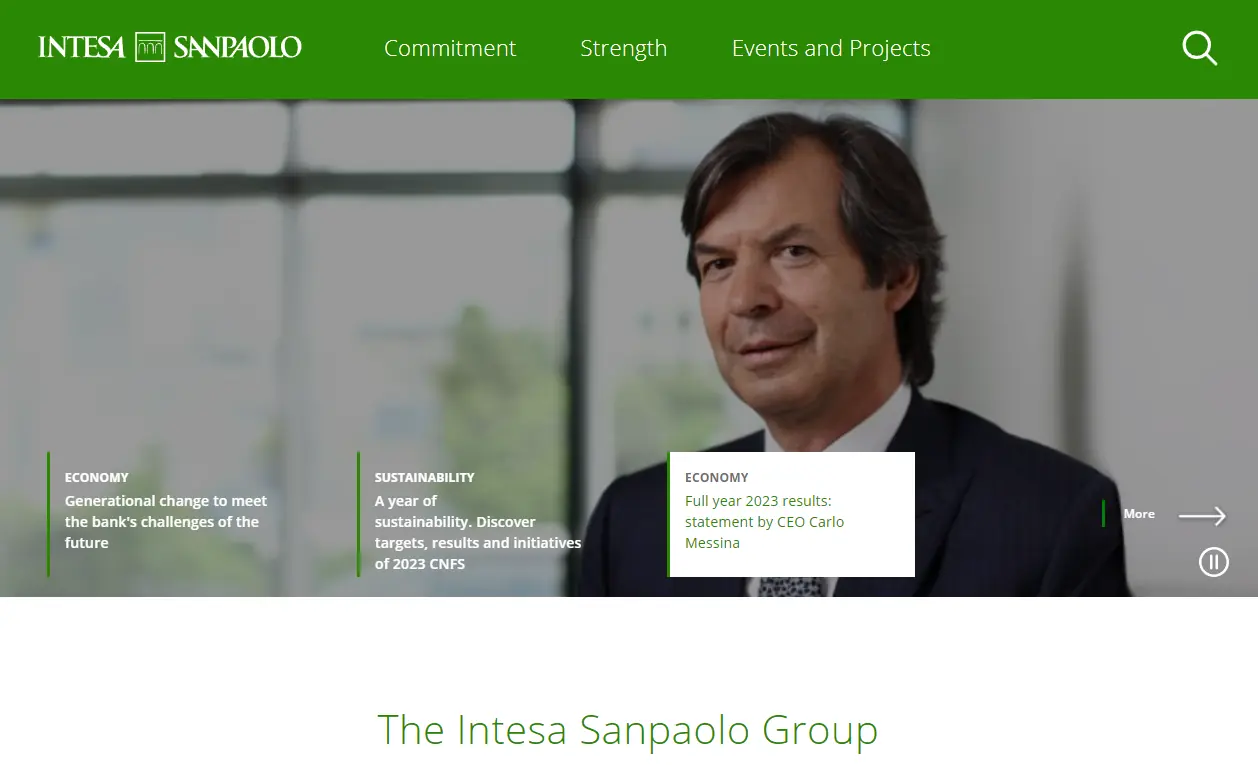 INTESA SANPAOLO
Commitment
Strength
Events and Projects
ECONOMY
Generational change to meet
the bank's challenges of the
future
SUSTAINABILITY
A year of
sustainability. Discover
targets, results and initiatives
of 2023 CNFS
ECONOMY
Full year 2023 results:
statement by CEO Carlo
Messina
More
The Intesa Sanpaolo Group